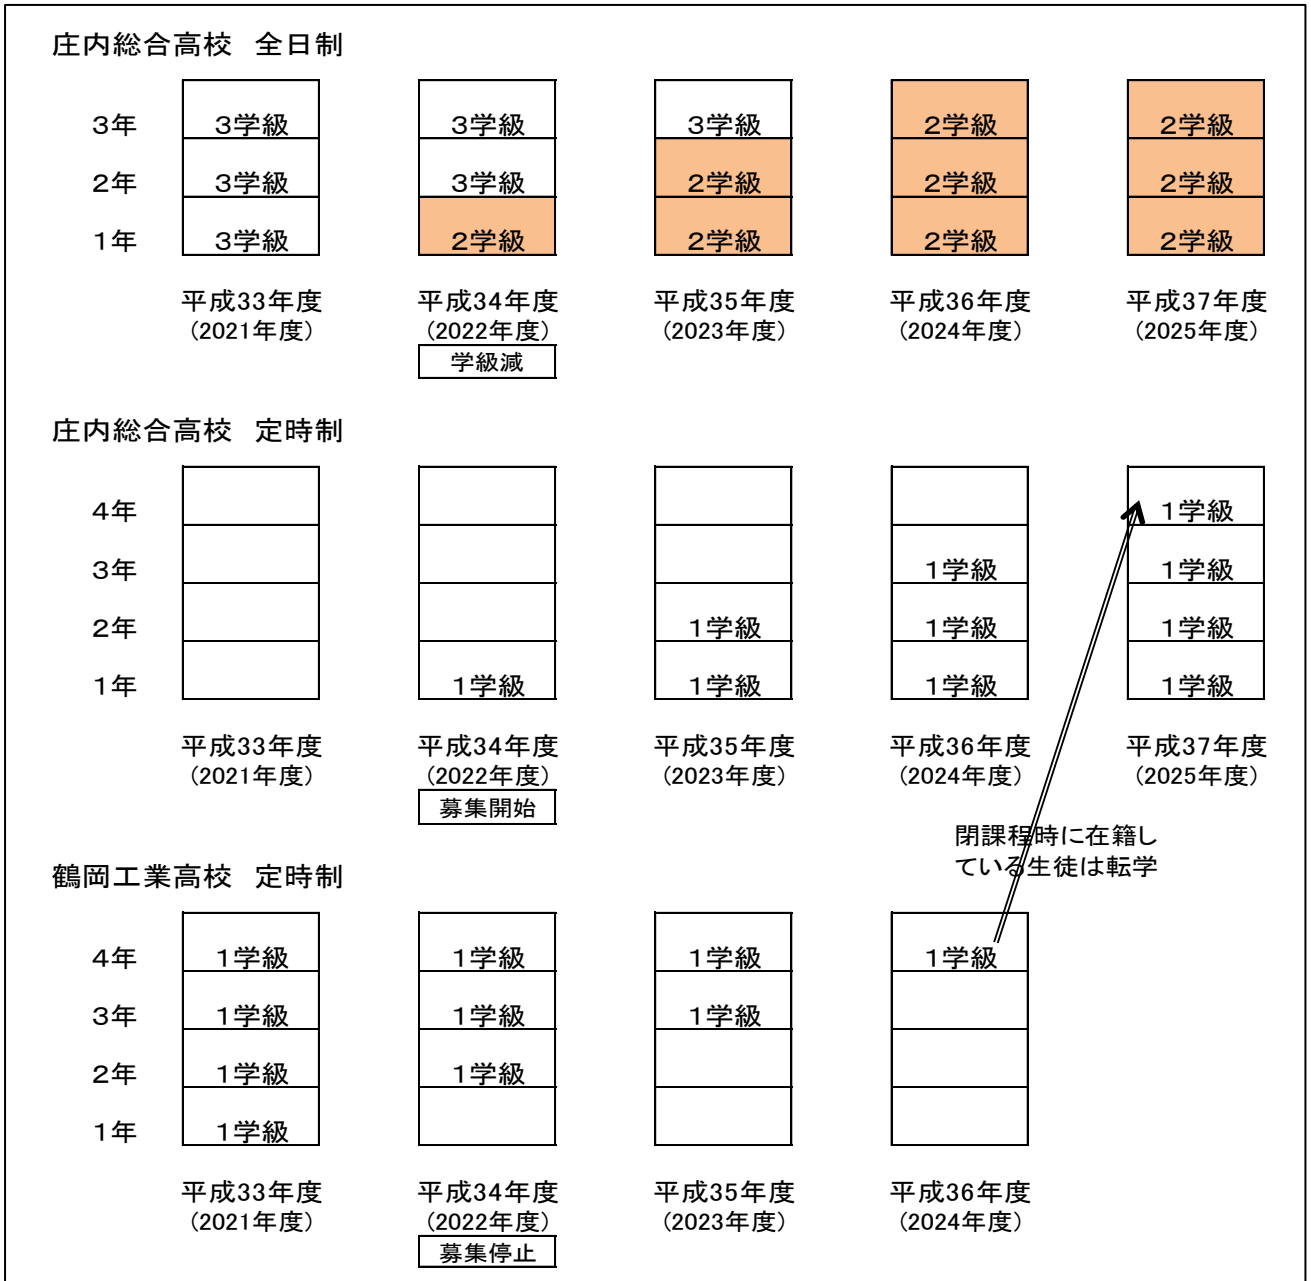 庄内総合高校 全日制
3年 3学級 3学級 3学級 2学級 2学級
2年 3学級 3学級 2学級 2学級 2学級
1年 3学級 2学級 2学級 2学級 2学級
平成33年度 平成34年度 平成35年度 平成36年度 平成37年度
(2021年度) (2022年度) (2023年度) (2024年度) (2025年度)
学級減
庄内総合高校 定時制
4年 1学級
3年 1学級 1学級
2年 1学級 1学級 1学級
1年 1学級 1学級 1学級 1学級
平成33年度 平成34年度 平成35年度 平成36年度 平成37年度
(2021年度) (2022年度) (2023年度) (2024年度) (2025年度)
募集開始
閉課程時に在籍し
ている生徒は転学
鶴岡工業高校 定時制
4年 1学級 1学級 1学級 1学級
3年 1学級 1学級 1学級
2年 1学級 1学級
1年 1学級
平成33年度 平成34年度 平成35年度 平成36年度
(2021年度) (2022年度) (2023年度) (2024年度)
募集停止